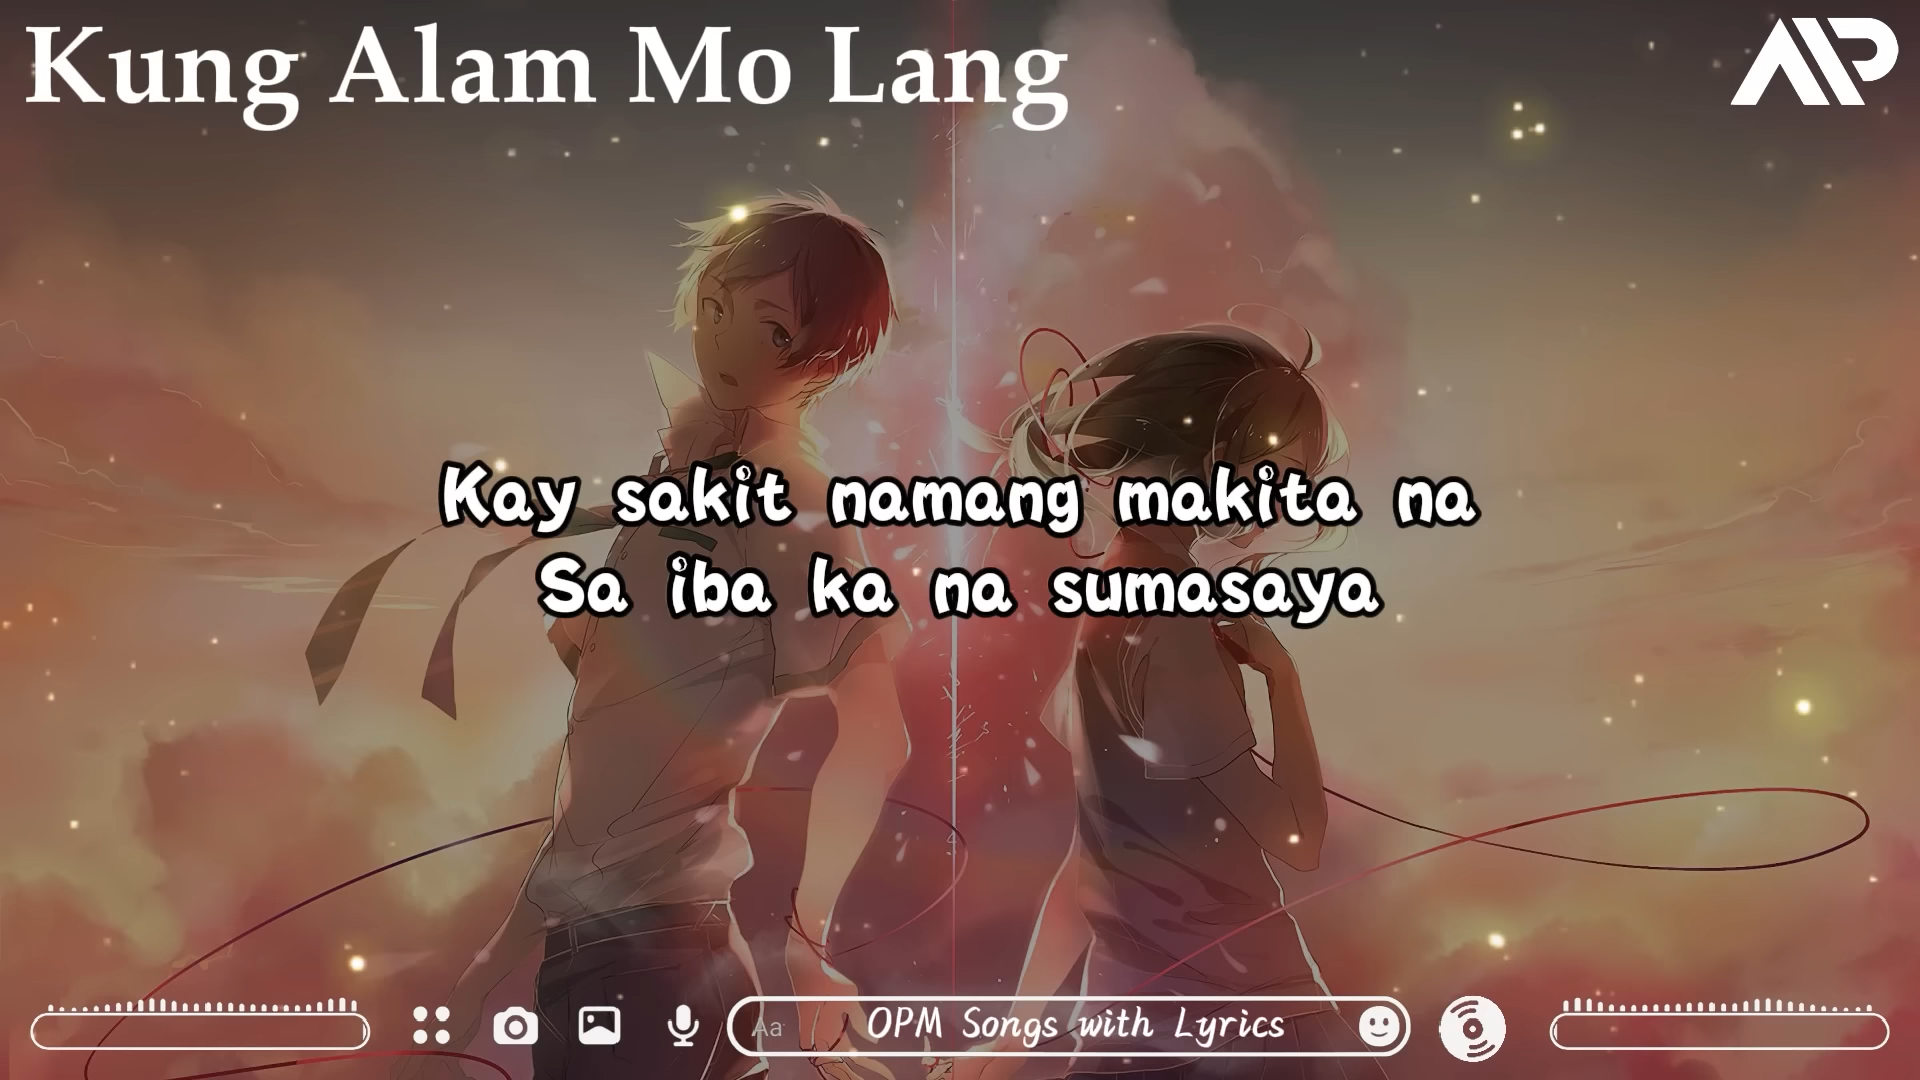 Kung Alam Mo Lang
AP
Kay sakit namang makita na
Sa iba ka na sumasaya
Aa
OPM Songs with Lyrics